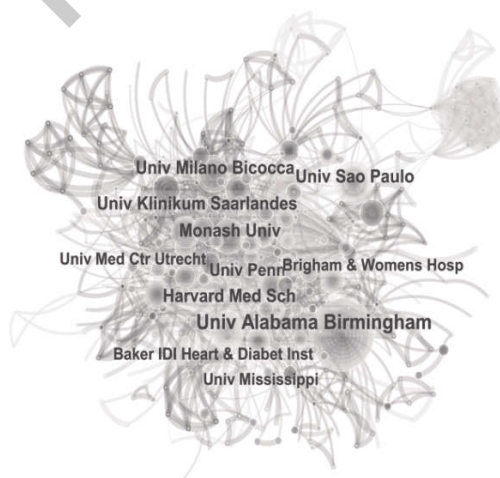 Univ Milano Bicocca
Univ Sao Paulo
Univ Klinikum Saarlandes
Monash Univ
Univ Med Ctr Utrecht
Univ Penn
Brigham & Womens Hosp
Harvard Med Sch
Univ Alabama Birmingham
Baker IDI Heart & Diabet Inst
Univ Mississippi